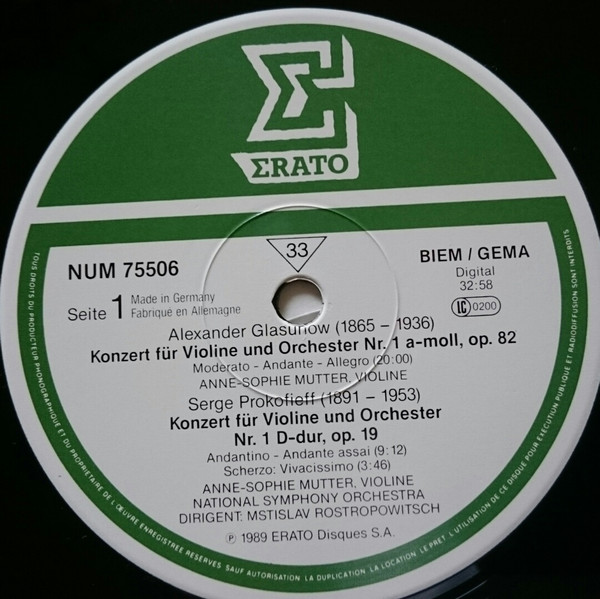 ΣRATO
33
NUM 75506
BIEM / GEMA
Digital
32:58
LC 0200
Seite 1
Made in Germany
Fabriqué en Allemagne
Alexander Glasunow (1865 – 1936)
Konzert für Violine und Orchester Nr. 1 a-moll, op. 82
Moderato - Andante - Allegro (20:00)
ANNE-SOPHIE MUTTER, VIOLINE
Serge Prokofieff (1891 – 1953)
Konzert für Violine und Orchester
Nr. 1 D-dur, op. 19
Andantino - Andante assai (9:12)
Scherzo: Vivacissimo (3:46)
ANNE-SOPHIE MUTTER, VIOLINE
NATIONAL SYMPHONY ORCHESTRA
DIRIGENT: MSTISLAV ROSTROPOWITSCH
℗ 1989 ERATO Disques S.A.
TOUS DROITS DU PRODUCTEUR PHONOGRAPHIQUE ET DU PROPRIETAIRE DE L'ŒUVRE ENREGISTREE RESERVES SAUF AUTORISATION. LA DUPLICATION, LA LOCATION, LE PRET, L'UTILISATION DE CE DISQUE POUR EXECUTION PUBLIQUE ET RADIODIFFUSION SONT INTERDITS